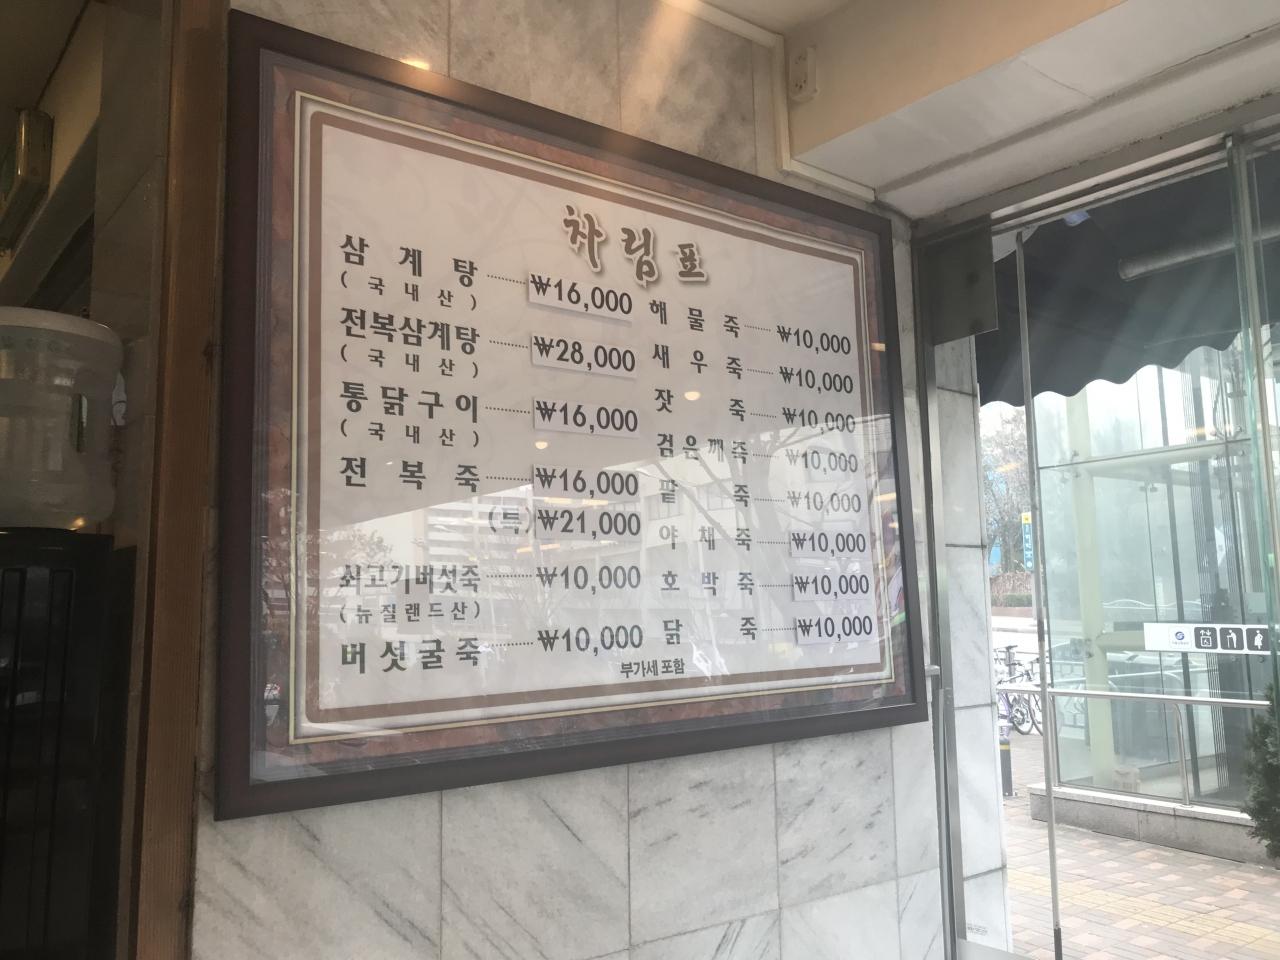 차림표
삼계탕 ₩16,000
(국내산)
전복삼계탕 ₩28,000
(국내산)
통닭구이 ₩16,000
(국내산)
전복죽 ₩16,000
(특) ₩21,000
쇠고기버섯죽 ₩10,000
(뉴질랜드산)
버섯굴죽 ₩10,000
해물죽 ₩10,000
새우죽 ₩10,000
잣죽 ₩10,000
검은깨죽 ₩10,000
팥죽 ₩10,000
야채죽 ₩10,000
호박죽 ₩10,000
닭죽 ₩10,000
부가세 포함